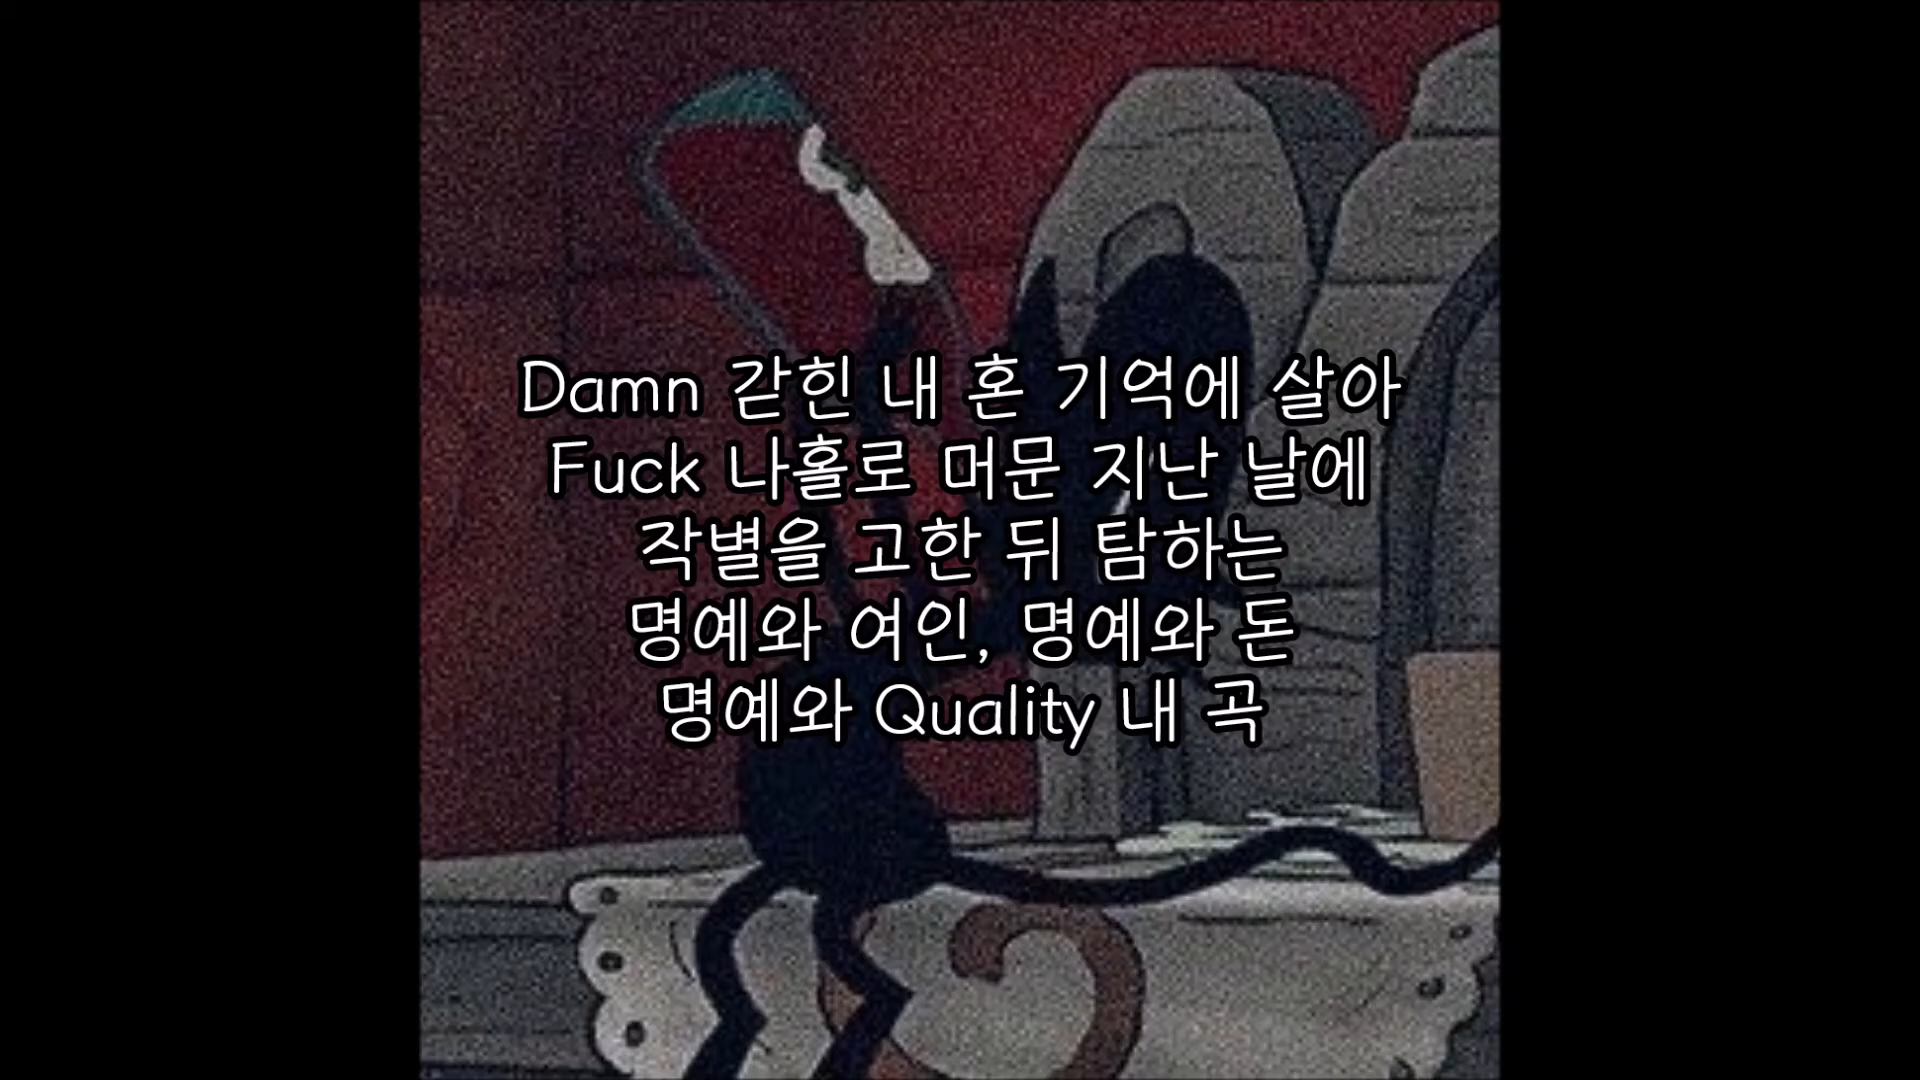 Damn 갇힌 내 혼 기억에 살아
Fuck 나홀로 머문 지난 날에
작별을 고한 뒤 탐하는
명예와 여인, 명예와 돈
명예와 Quality 내 곡